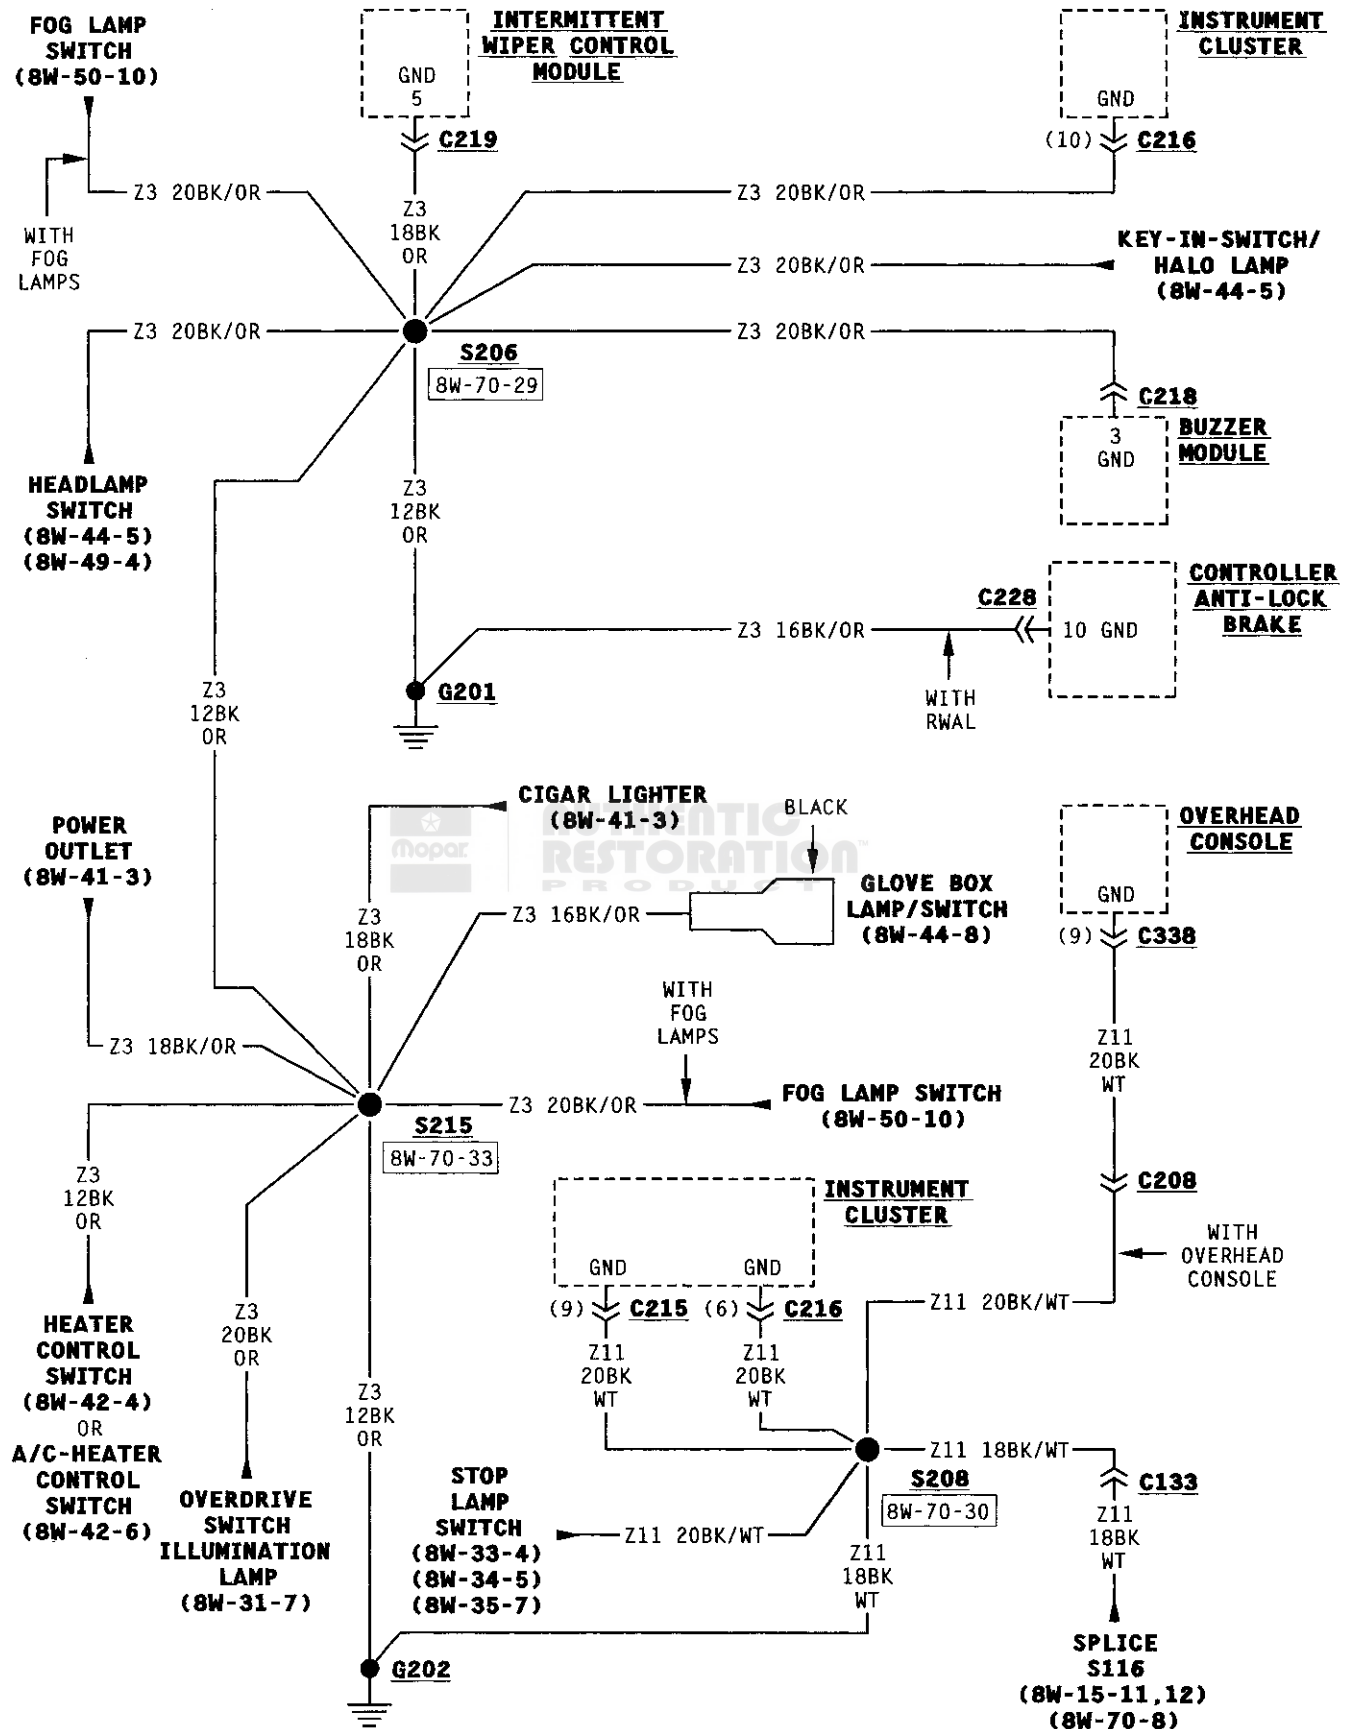 FOG LAMP
SWITCH
(8W-50-10)
INTERMITTENT
WIPER CONTROL
MODULE
GND
5
C219
INSTRUMENT
CLUSTER
GND
(10)
C216
Z3 20BK/OR
WITH
FOG
LAMPS
Z3
18BK
OR
Z3 20BK/OR
KEY-IN-SWITCH/
HALO LAMP
(8W-44-5)
Z3 20BK/OR
Z3 20BK/OR
Z3 20BK/OR
S206
8W-70-29
C218
3
GND
BUZZER
MODULE
HEADLAMP
SWITCH
(8W-44-5)
(8W-49-4)
Z3
12BK
OR
CONTROLLER
ANTI-LOCK
BRAKE
C228
10 GND
Z3 16BK/OR
WITH
RWAL
G201
Z3
12BK
OR
CIGAR LIGHTER
(8W-41-3)
BLACK
Mopar
AUTHENTIC
RESTORATION™
PRODUCT
POWER
OUTLET
(8W-41-3)
OVERHEAD
CONSOLE
GND
(9)
C338
GLOVE BOX
LAMP/SWITCH
(8W-44-8)
Z3 16BK/OR
Z3
18BK
OR
WITH
FOG
LAMPS
Z3 18BK/OR
Z11
20BK
WT
Z3 20BK/OR
FOG LAMP SWITCH
(8W-50-10)
S215
8W-70-33
Z3
12BK
OR
C208
INSTRUMENT
CLUSTER
GND
GND
(9)
C215
(6)
C216
WITH
OVERHEAD
CONSOLE
Z11 20BK/WT
HEATER
CONTROL
SWITCH
(8W-42-4)
OR
A/C-HEATER
CONTROL
SWITCH
(8W-42-6)
Z3
20BK
OR
Z3
12BK
OR
Z11
20BK
WT
Z11
20BK
WT
Z11 18BK/WT
C133
S208
8W-70-30
STOP
LAMP
SWITCH
(8W-33-4)
(8W-34-5)
(8W-35-7)
Z11 20BK/WT
OVERDRIVE
SWITCH
ILLUMINATION
LAMP
(8W-31-7)
Z11
18BK
WT
Z11
18BK
WT
G202
SPLICE
S116
(8W-15-11,12)
(8W-70-8)